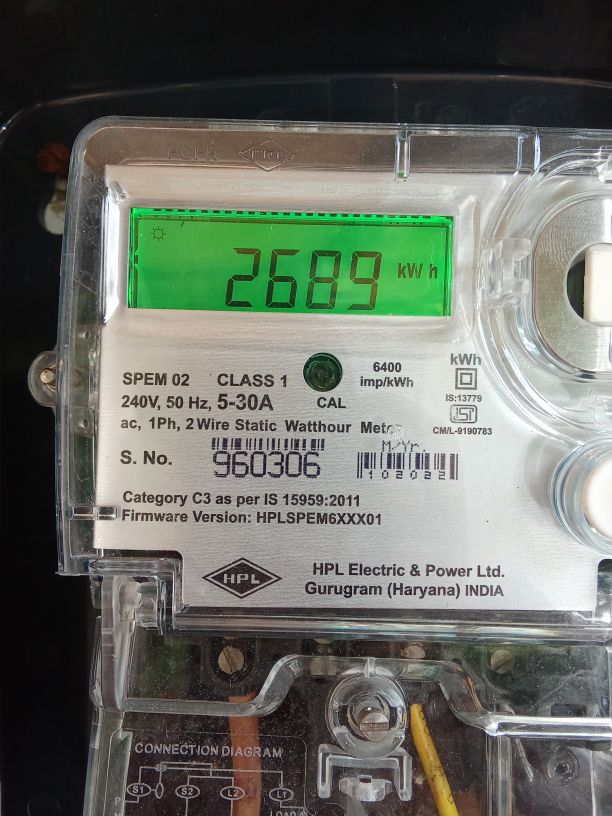 HPL
2689 kWh
SPEM 02 CLASS 1
6400
imp/kWh
kWh
IS:13779
ISI
CM/L-9190783
240V, 50 Hz, 5-30A
CAL
ac, 1Ph, 2 Wire Static Watthour Meter
M/Yr.
S. No. 960306
102022
Category C3 as per IS 15959:2011
Firmware Version: HPLSPEM6XXX01
HPL
HPL Electric & Power Ltd.
Gurugram (Haryana) INDIA
CONNECTION DIAGRAM
S1 S2 L2 L1